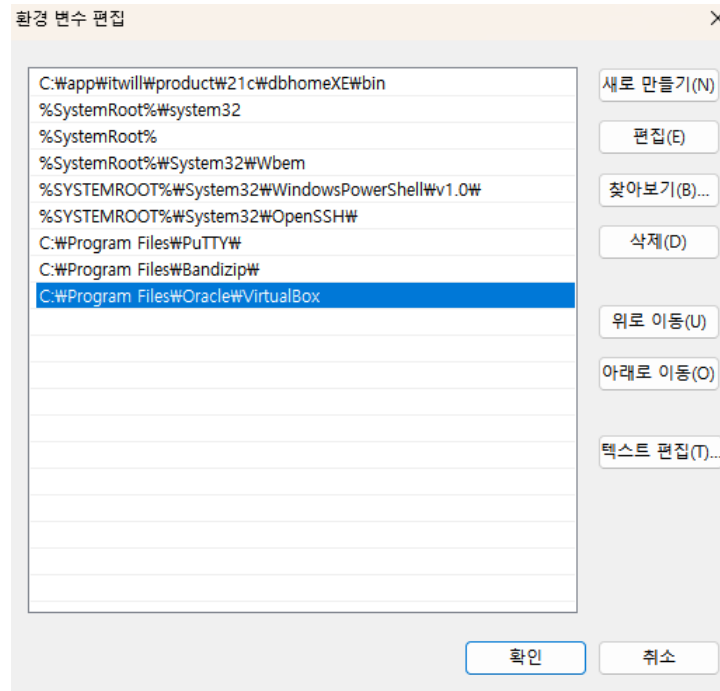 환경 변수 편집
C:₩app₩itwill₩product₩21c₩dbhomeXE₩bin
%SystemRoot%₩system32
%SystemRoot%
%SystemRoot%₩System32₩Wbem
%SYSTEMROOT%₩System32₩WindowsPowerShell₩v1.0₩
%SYSTEMROOT%₩System32₩OpenSSH₩
C:₩Program Files₩PuTTY₩
C:₩Program Files₩Bandizip₩
C:₩Program Files₩Oracle₩VirtualBox
새로 만들기(N)
편집(E)
찾아보기(B)...
삭제(D)
위로 이동(U)
아래로 이동(O)
텍스트 편집(T)...
확인
취소